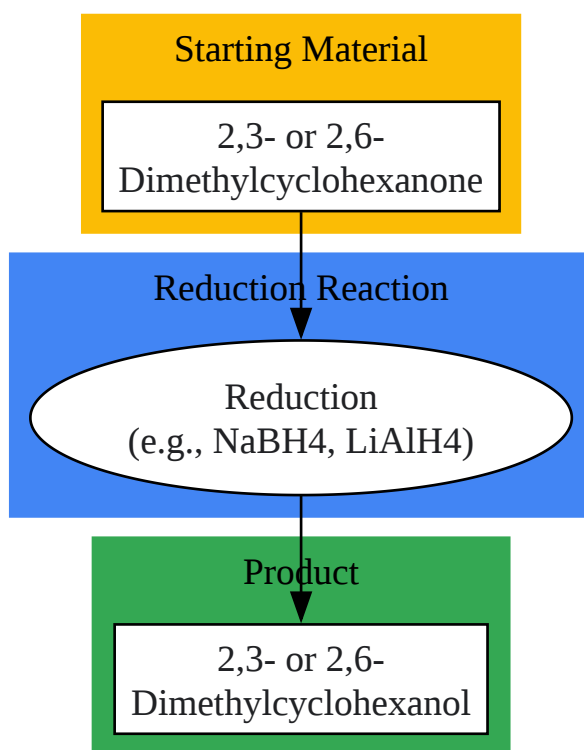 Starting Material
2,3- or 2,6-
Dimethylcyclohexanone
Reduction Reaction
Reduction
(e.g., NaBH4, LiAlH4)
Product
2,3- or 2,6-
Dimethylcyclohexanol